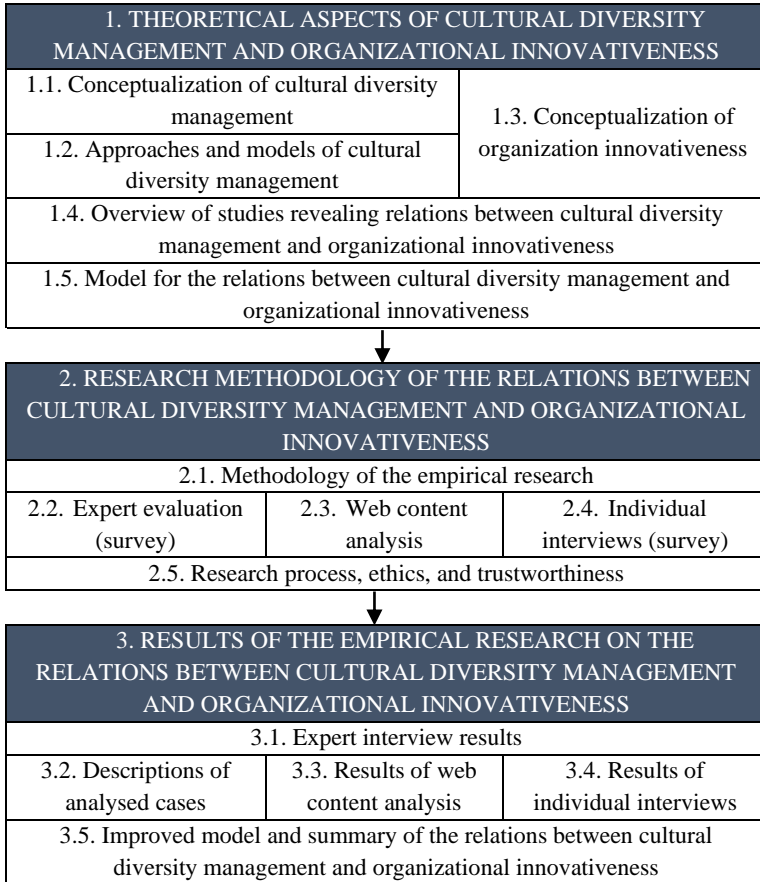 1. THEORETICAL ASPECTS OF CULTURAL DIVERSITY
MANAGEMENT AND ORGANIZATIONAL INNOVATIVENESS
1.1. Conceptualization of cultural diversity
management
1.2. Approaches and models of cultural
diversity management
1.3. Conceptualization of
organization innovativeness
1.4. Overview of studies revealing relations between cultural diversity
management and organizational innovativeness
1.5. Model for the relations between cultural diversity management and
organizational innovativeness
2. RESEARCH METHODOLOGY OF THE RELATIONS BETWEEN
CULTURAL DIVERSITY MANAGEMENT AND ORGANIZATIONAL
INNOVATIVENESS
2.1. Methodology of the empirical research
2.2. Expert evaluation
(survey)
2.3. Web content
analysis
2.4. Individual
interviews (survey)
2.5. Research process, ethics, and trustworthiness
3. RESULTS OF THE EMPIRICAL RESEARCH ON THE
RELATIONS BETWEEN CULTURAL DIVERSITY MANAGEMENT
AND ORGANIZATIONAL INNOVATIVENESS
3.1. Expert interview results
3.2. Descriptions of
analysed cases
3.3. Results of web
content analysis
3.4. Results of
individual interviews
3.5. Improved model and summary of the relations between cultural
diversity management and organizational innovativeness